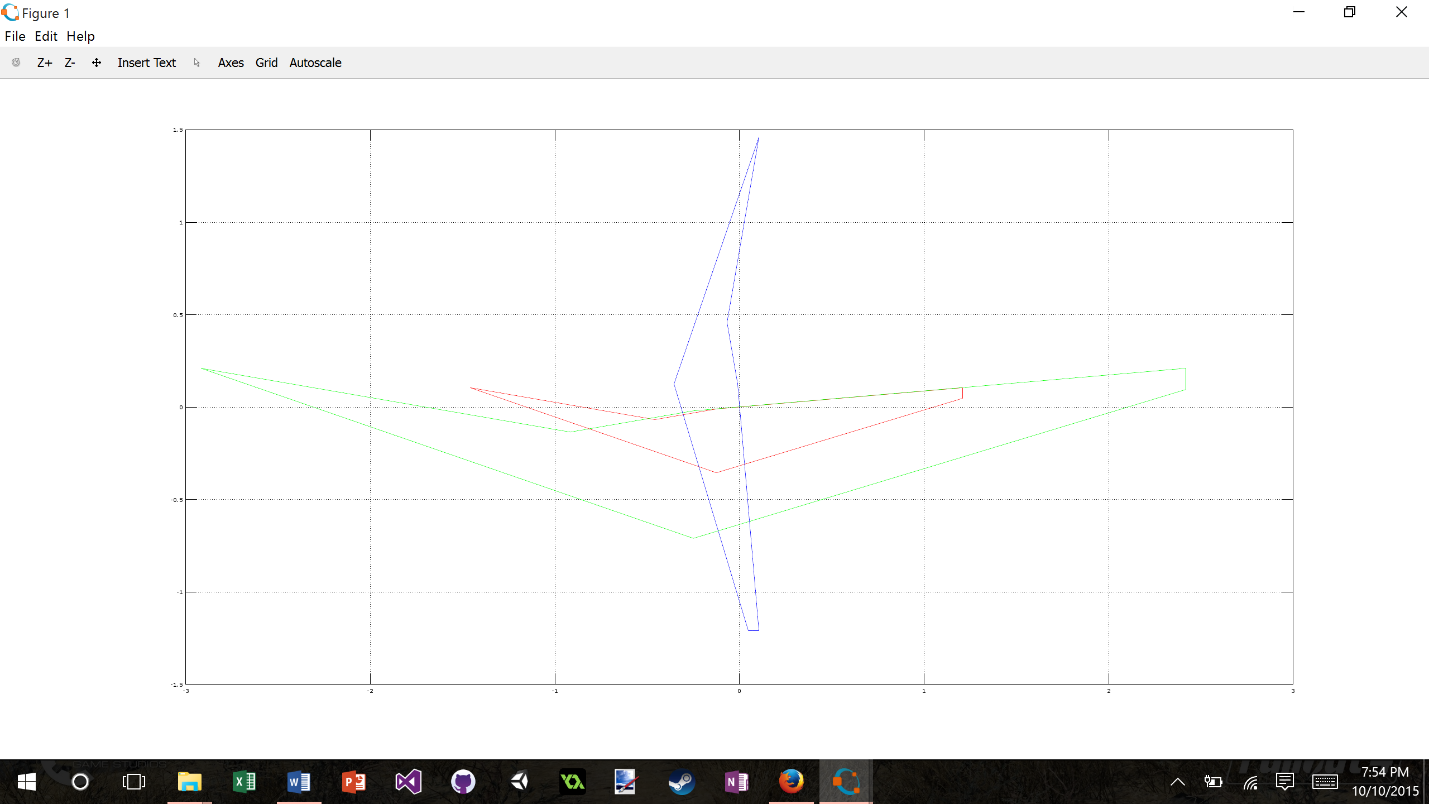 Figure 1
File Edit Help
Z+ Z- Insert Text Axes Grid Autoscale
1.5
1
0.5
0
-0.5
-1
-1.5
-3 -2 -1 0 1 2 3
7:54 PM
10/10/2015